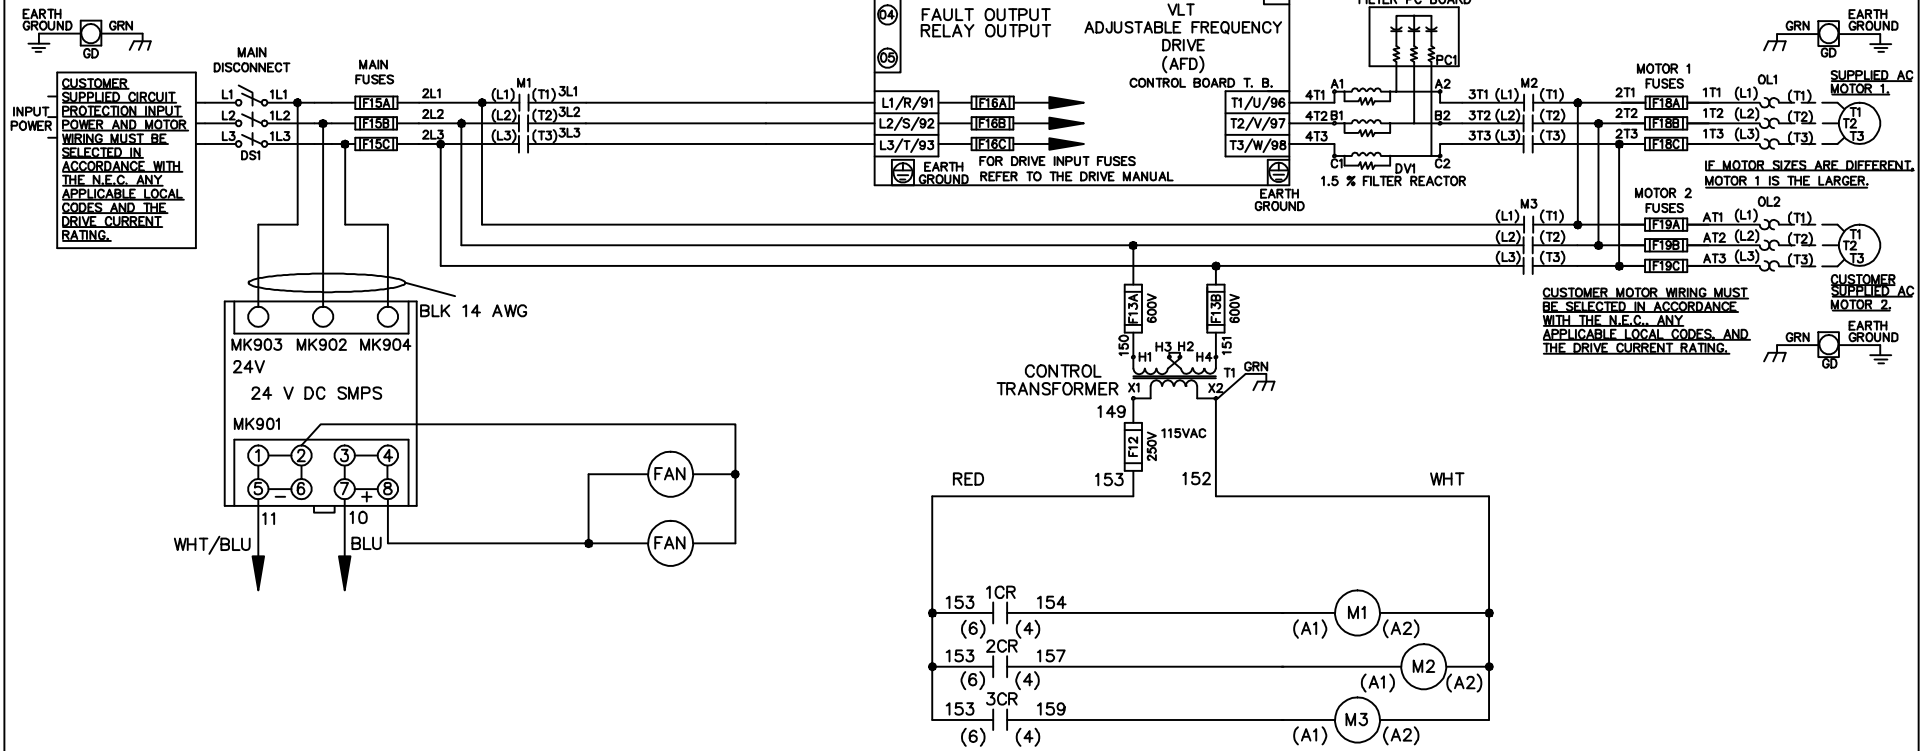 EARTH
GROUND
GRN
GD
MAIN
DISCONNECT
MAIN
FUSES
INPUT
POWER
CUSTOMER
SUPPLIED CIRCUIT
PROTECTION INPUT
POWER AND MOTOR
WIRING MUST BE
SELECTED IN
ACCORDANCE WITH
THE N.E.C. ANY
APPLICABLE LOCAL
CODES AND THE
DRIVE CURRENT
RATING.
L1 1L1 F15A 2L1 (L1) M1 (T1) 3L1
L2 1L2 F15B 2L2 (L2) (T2) 3L2
L3 1L3 F15C 2L3 (L3) (T3) 3L3
DS1
04
05
FAULT OUTPUT
RELAY OUTPUT
VLT
ADJUSTABLE FREQUENCY
DRIVE
(AFD)
CONTROL BOARD T. B.
L1/R/91 F16A T1/U/96
L2/S/92 F16B T2/V/97
L3/T/93 F16C T3/W/98
EARTH
GROUND
FOR DRIVE INPUT FUSES
REFER TO THE DRIVE MANUAL
EARTH
GROUND
FILTER PC BOARD
PC1
4T1 A1 A2
4T2 B1 B2
4T3 C1 C2
DV1
1.5 % FILTER REACTOR
M2
3T1 (L1) (T1)
3T2 (L2) (T2)
3T3 (L3) (T3)
MOTOR 1
FUSES
2T1 F18A 1T1 (L1) OL1 (T1)
2T2 F18B 1T2 (L2) (T2)
2T3 F18C 1T3 (L3) (T3)
GRN
GD
EARTH
GROUND
SUPPLIED AC
MOTOR 1.
T1
T2
T3
IF MOTOR SIZES ARE DIFFERENT,
MOTOR 1 IS THE LARGER.
M3
(L1) (T1)
(L2) (T2)
(L3) (T3)
MOTOR 2
FUSES
F19A AT1 (L1) OL2 (T1)
F19B AT2 (L2) (T2)
F19C AT3 (L3) (T3)
T1
T2
T3
CUSTOMER
SUPPLIED AC
MOTOR 2.
CUSTOMER MOTOR WIRING MUST
BE SELECTED IN ACCORDANCE
WITH THE N.E.C., ANY
APPLICABLE LOCAL CODES, AND
THE DRIVE CURRENT RATING.
GRN
GD
EARTH
GROUND
BLK 14 AWG
MK903 MK902 MK904
24V
24 V DC SMPS
MK901
1 2 3 4
5 − 6 7 + 8
11 10
WHT/BLU
BLU
FAN
FAN
F13A
600V
F13B
600V
150
151
H1 H3 H2 H4
CONTROL
TRANSFORMER
X1 X2 T1
GRN
149
F12
250V
115VAC
153
152
RED
WHT
153 1CR 154
(6) (4)
(A1) M1 (A2)
153 2CR 157
(6) (4)
(A1) M2 (A2)
153 3CR 159
(6) (4)
(A1) M3 (A2)